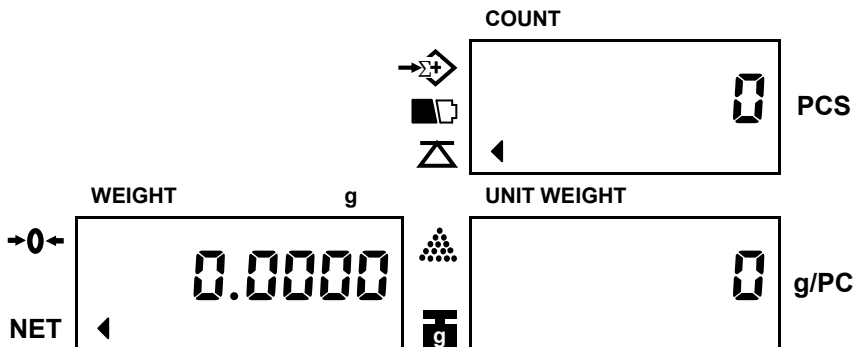 COUNT
Σ+
0 PCS
WEIGHT g UNIT WEIGHT
→0←
0.0000 0 g/PC
NET g